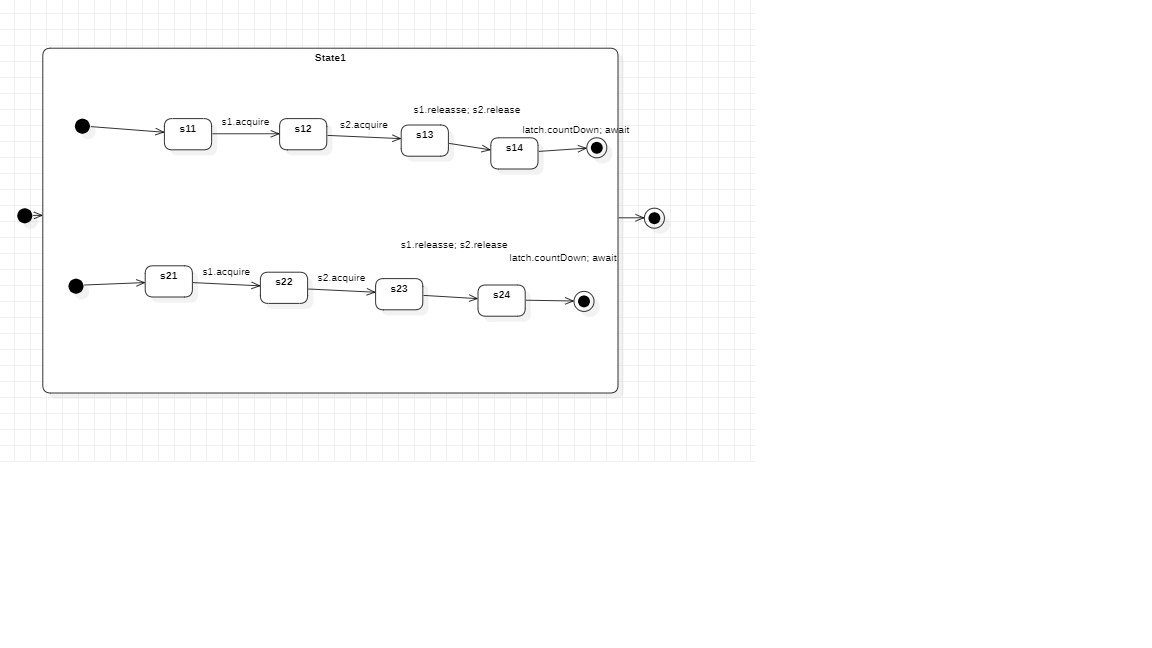 State1
s1.releasse; s2.release
s11
s1.acquire
s12
s2.acquire
s13
latch.countDown; await
s14
s1.releasse; s2.release
latch.countDown; await
s21
s1.acquire
s22
s2.acquire
s23
s24